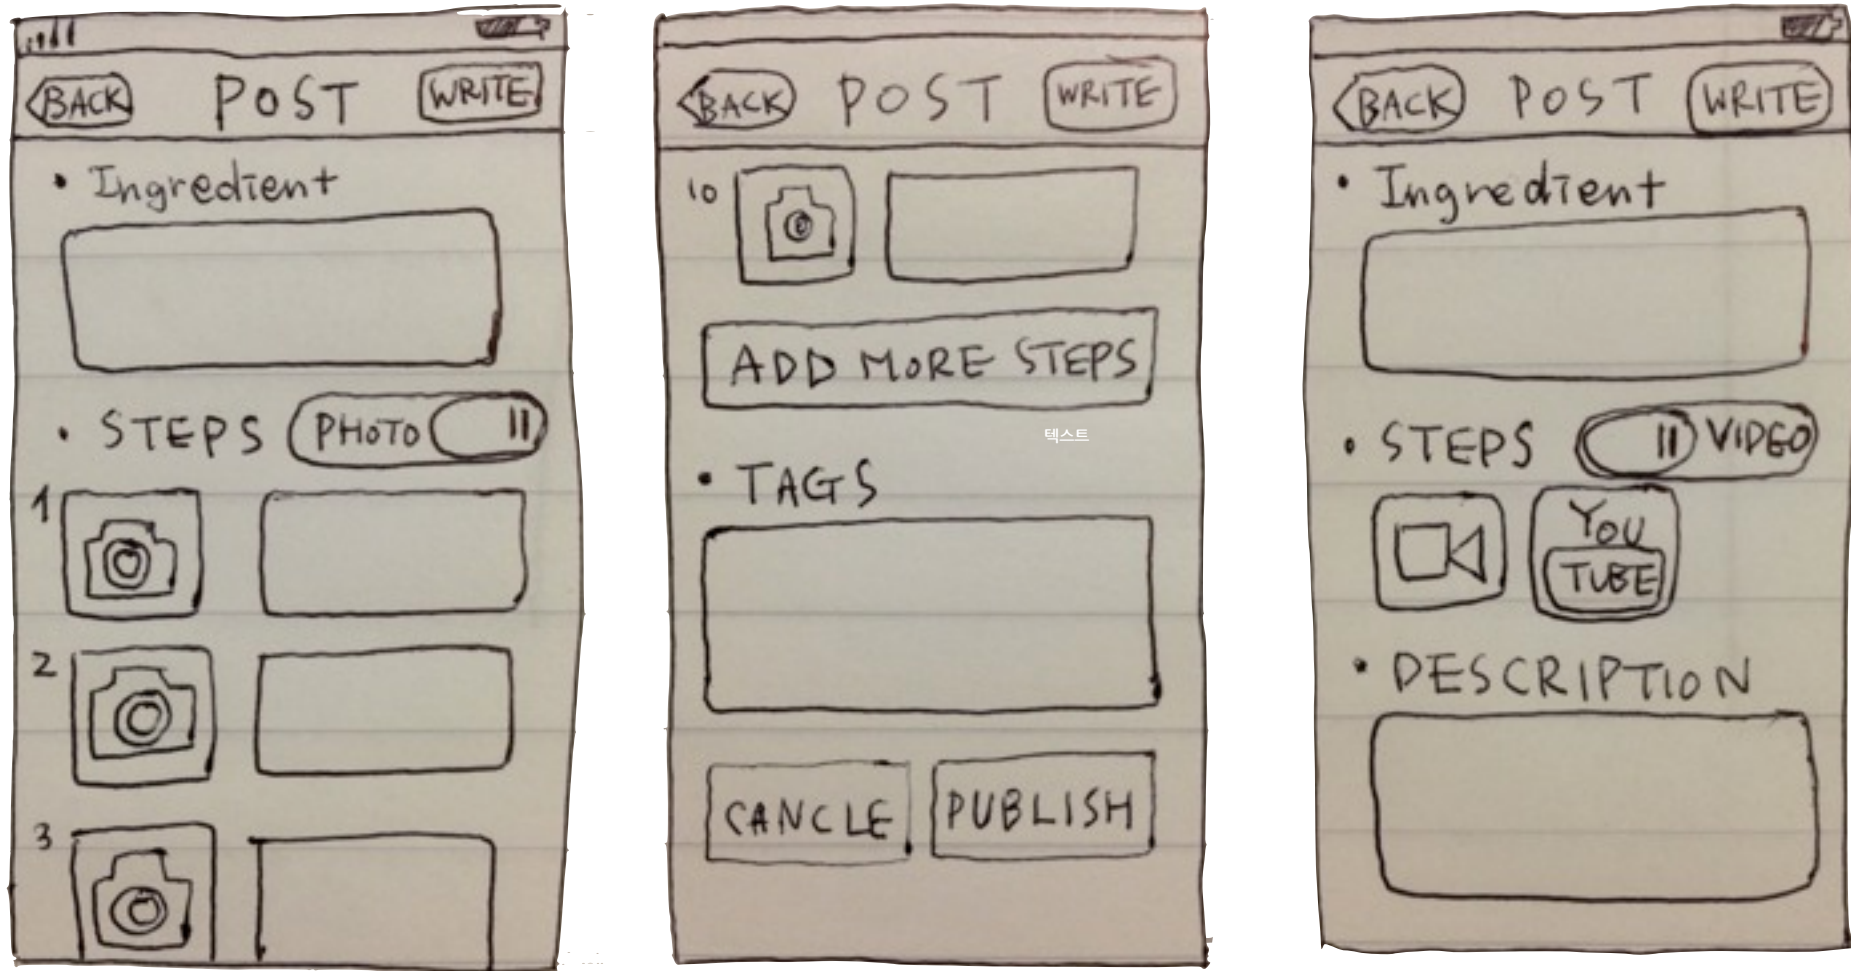 BACK POST WRITE
• Ingredient
• STEPS PHOTO
1
2
3
BACK POST WRITE
10
ADD MORE STEPS
텍스트
• TAGS
CANCLE PUBLISH
BACK POST WRITE
• Ingredient
• STEPS VIDEO
YOU
TUBE
• DESCRIPTION